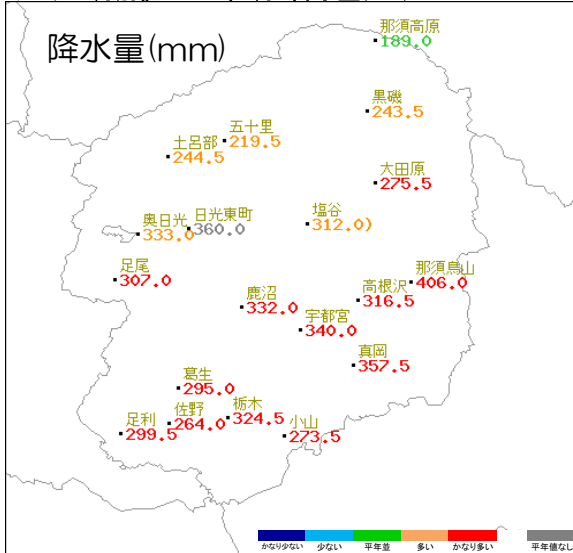 降水量(mm)
那須高原
189.0
黒磯
243.5
五十里
219.5
土呂部
244.5
大田原
275.5
日光東町
360.0
奥日光
333.0
塩谷
312.0)
足尾
307.0
那須烏山
406.0
高根沢
316.5
鹿沼
332.0
宇都宮
340.0
真岡
357.5
葛生
295.0
佐野
264.0
栃木
324.5
足利
299.5
小山
273.5
かなり少ない 少ない 平年並 多い かなり多い 平年値なし